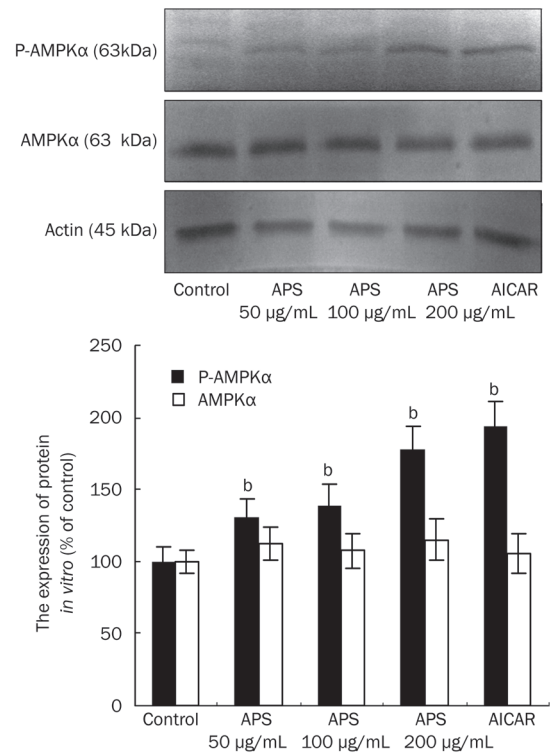 P-AMPKα (63kDa)
AMPKα (63 kDa)
Actin (45 kDa)
Control APS APS APS AICAR
50 µg/mL 100 µg/mL 200 µg/mL
250
200
150
100
50
0
The expression of protein
in vitro (% of control)
P-AMPKα
AMPKα
b
b
b
b
Control APS APS APS AICAR
50 µg/mL 100 µg/mL 200 µg/mL